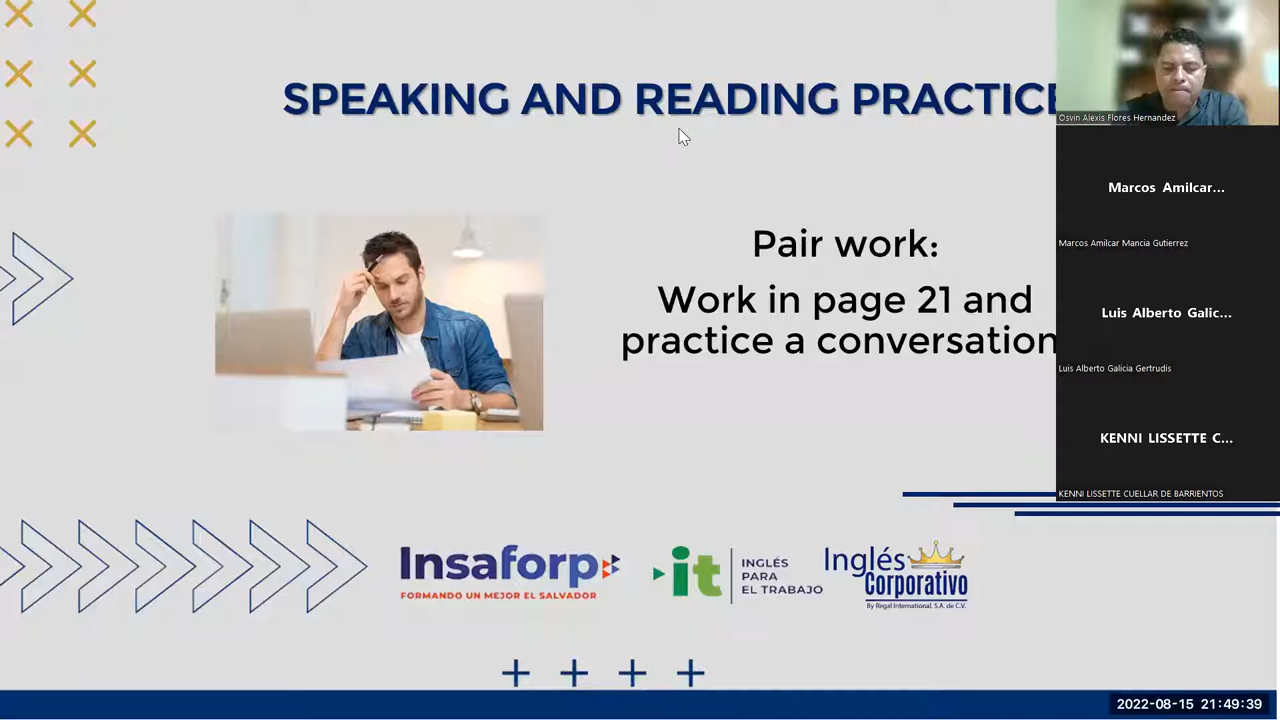 SPEAKING AND READING PRACTICE
Pair work:
Work in page 21 and
practice a conversation
Osvin Alexis Flores Hernandez
Marcos Amilcar...
Marcos Amilcar Mancia Gutierrez
Luis Alberto Galic...
Luis Alberto Galicia Gertrudis
KENNI LISSETTE C...
KENNI LISSETTE CUELLAR DE BARRIENTOS
Insaforp
FORMANDO UN MEJOR EL SALVADOR
it
INGLÉS
PARA
EL TRABAJO
Inglés
Corporativo
By Regal International, S.A. de C.V.
2022-08-15 21:49:39